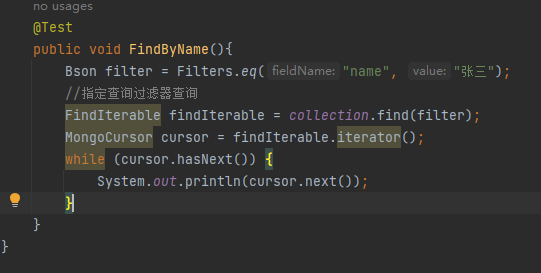 no usages
@Test
public void FindByName(){
Bson filter = Filters.eq( fieldName: "name", value: "张三");
//指定查询过滤器查询
FindIterable findIterable = collection.find(filter);
MongoCursor cursor = findIterable.iterator();
while (cursor.hasNext()) {
System.out.println(cursor.next());
}
}
}